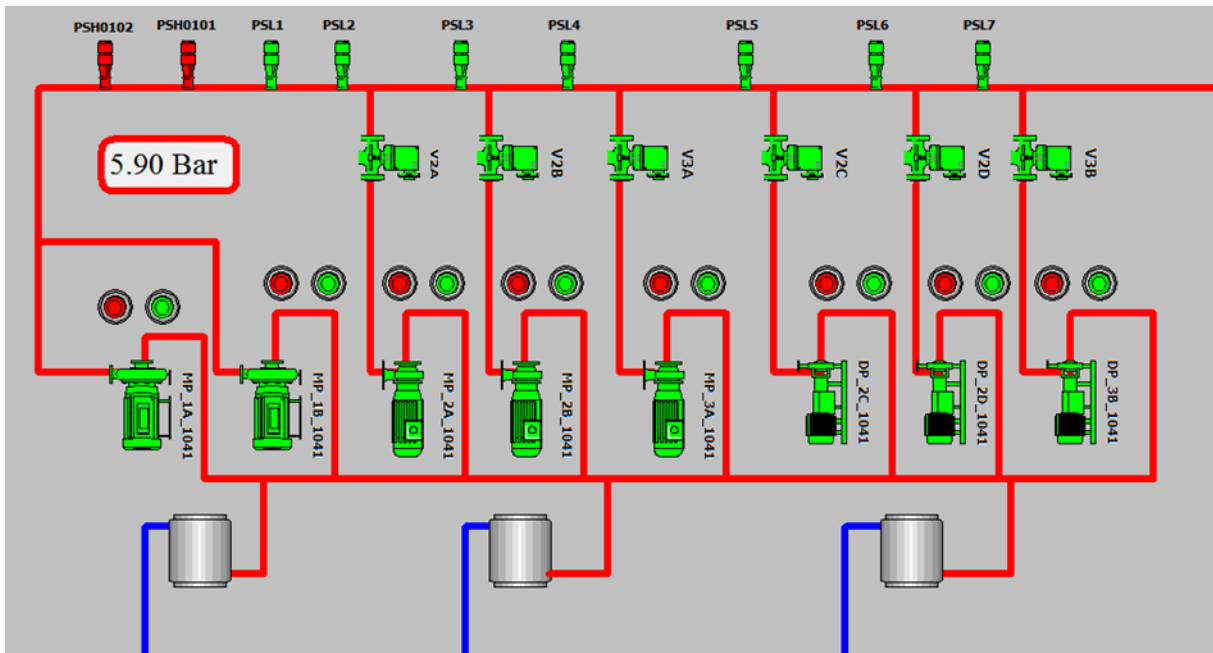 PSH0102 PSH0101 PSL1 PSL2 PSL3 PSL4 PSL5 PSL6 PSL7
5.90 Bar
V2A V2B V3A V2C V2D V3B
MP_1A_1041 MP_1B_1041 MP_2A_1041 MP_2B_1041 MP_3A_1041 DP_2C_1041 DP_2D_1041 DP_3B_1041